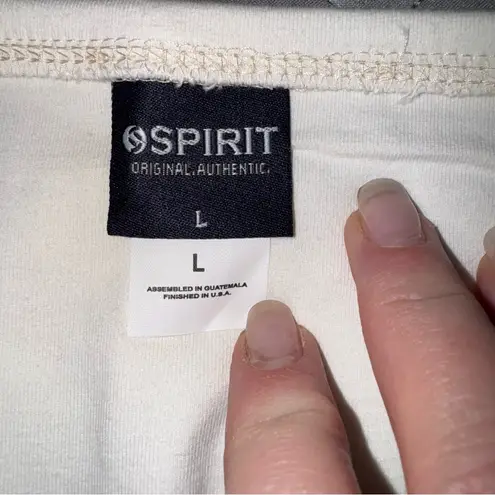 SPIRIT
ORIGINAL.AUTHENTIC.
L
L
ASSEMBLED IN GUATEMALA
FINISHED IN U.S.A.